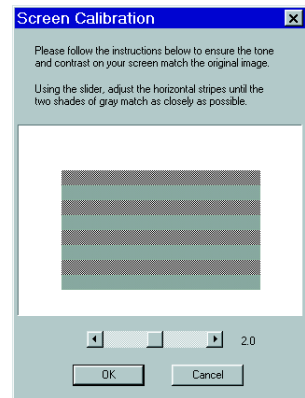 Screen Calibration
Please follow the instructions below to ensure the tone
and contrast on your screen match the original image.
Using the slider, adjust the horizontal stripes until the
two shades of gray match as closely as possible.
2.0
OK
Cancel